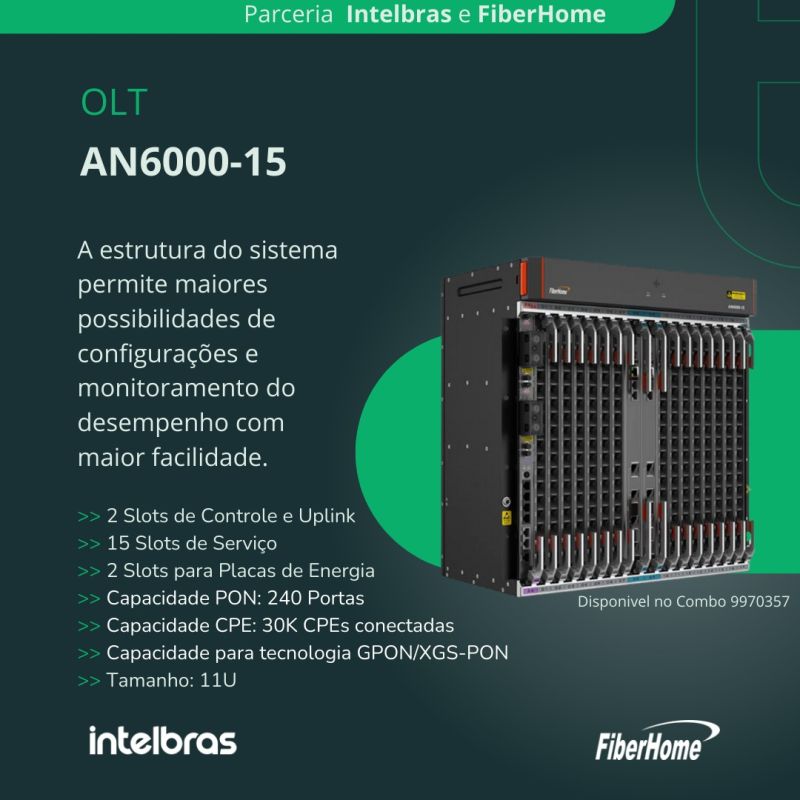 Parceria Intelbras e FiberHome
OLT
AN6000-15
A estrutura do sistema
permite maiores
possibilidades de
configurações e
monitoramento do
desempenho com
maior facilidade.
>> 2 Slots de Controle e Uplink
>> 15 Slots de Serviço
>> 2 Slots para Placas de Energia
>> Capacidade PON: 240 Portas
>> Capacidade CPE: 30K CPEs conectadas
>> Capacidade para tecnologia GPON/XGS-PON
>> Tamanho: 11U
FiberHome
AN6000-15
Disponivel no Combo 9970357
intelbras
FiberHome